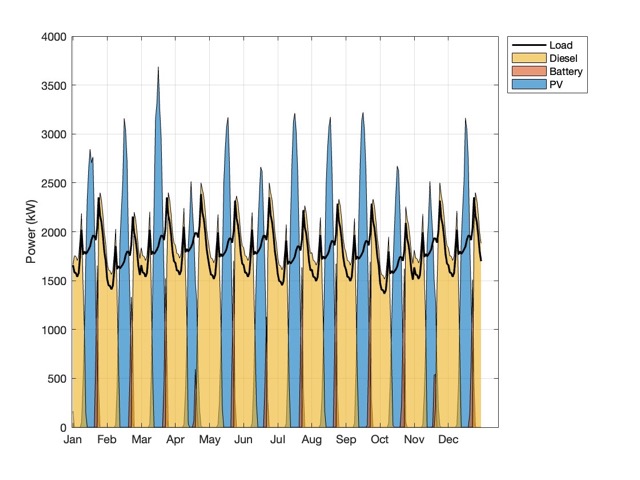 4000
3500
3000
2500
2000
1500
1000
500
0
Power (kW)
Jan Feb Mar Apr May Jun Jul Aug Sep Oct Nov Dec
Load
Diesel
Battery
PV